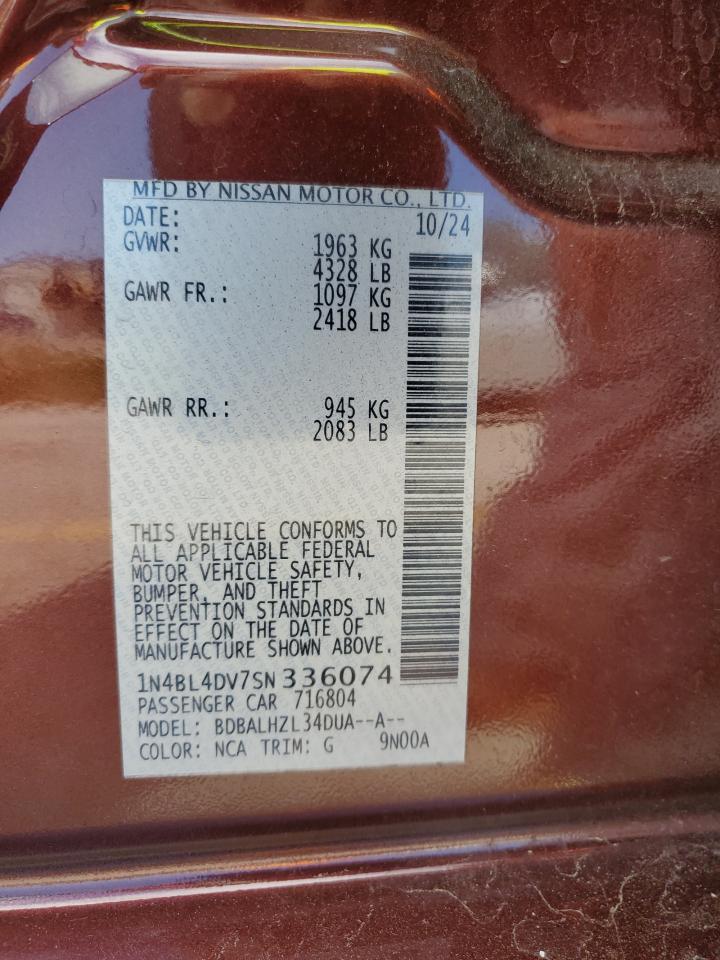 MFD BY NISSAN MOTOR CO., LTD.
DATE: 10/24
GVWR: 1963 KG
4328 LB
GAWR FR.: 1097 KG
2418 LB
GAWR RR.: 945 KG
2083 LB
THIS VEHICLE CONFORMS TO
ALL APPLICABLE FEDERAL
MOTOR VEHICLE SAFETY,
BUMPER, AND THEFT
PREVENTION STANDARDS IN
EFFECT ON THE DATE OF
MANUFACTURE SHOWN ABOVE.
1N4BL4DV7SN336074
PASSENGER CAR 716804
MODEL: BDBALHZL34DUA--A--
COLOR: NCA TRIM: G 9N00A